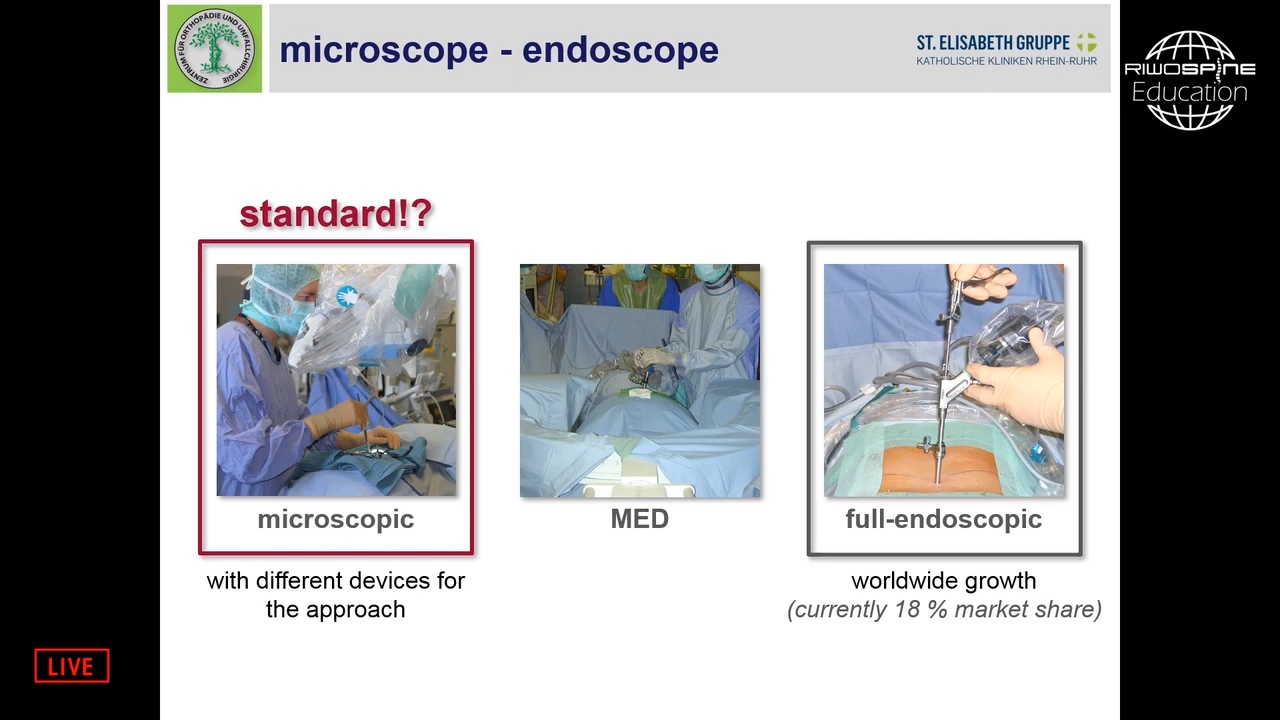 ZENTRUM FÜR ORTHOPÄDIE UND UNFALLCHIRURGIE
microscope - endoscope
ST. ELISABETH GRUPPE
KATHOLISCHE KLINIKEN RHEIN-RUHR
RIWOSPINE
Education
standard!?
microscopic
MED
full-endoscopic
with different devices for
the approach
worldwide growth
(currently 18 % market share)
LIVE